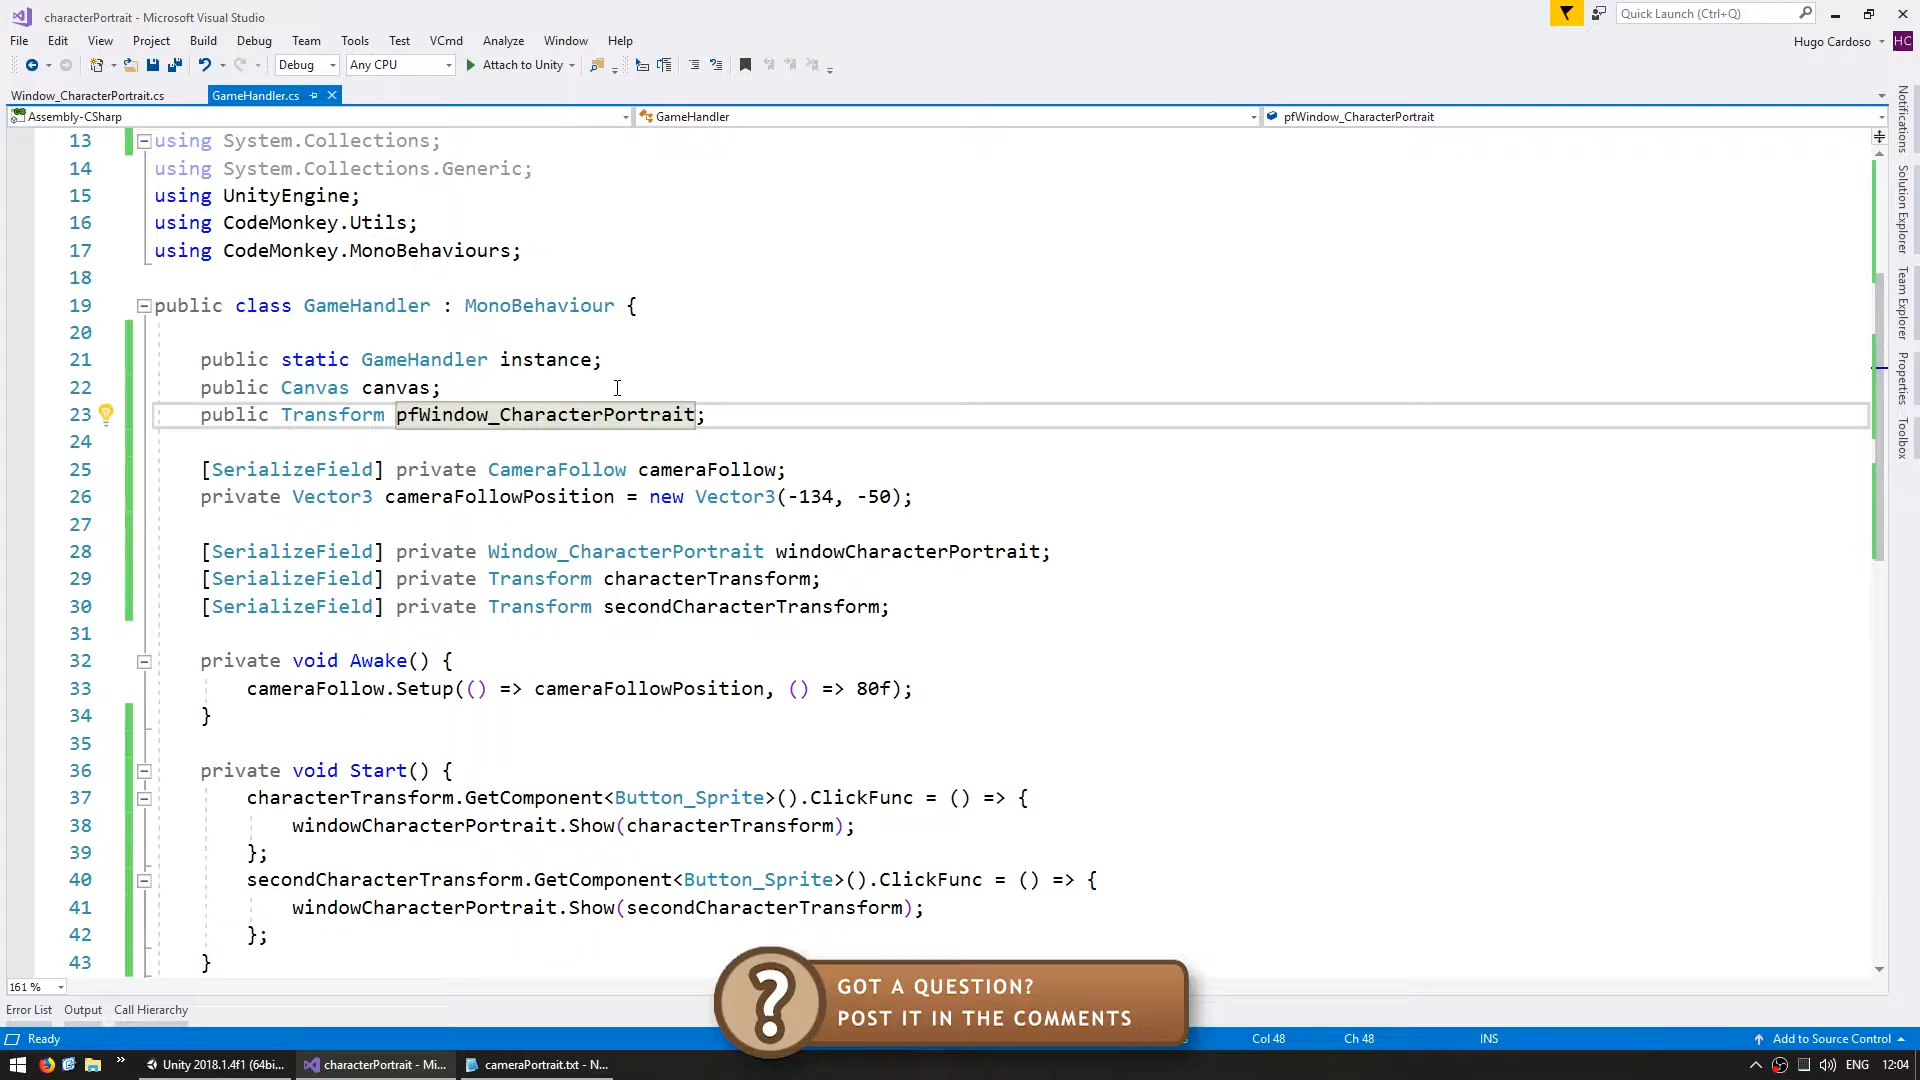 characterPortrait - Microsoft Visual Studio
Quick Launch (Ctrl+Q)
File Edit View Project Build Debug Team Tools Test VCmd Analyze Window Help
Hugo Cardoso HC
Debug Any CPU Attach to Unity
Window_CharacterPortrait.cs GameHandler.cs
Assembly-CSharp GameHandler pfWindow_CharacterPortrait
13 using System.Collections;
14 using System.Collections.Generic;
15 using UnityEngine;
16 using CodeMonkey.Utils;
17 using CodeMonkey.MonoBehaviours;
18
19 public class GameHandler : MonoBehaviour {
20
21 public static GameHandler instance;
22 public Canvas canvas;
23 public Transform pfWindow_CharacterPortrait;
24
25 [SerializeField] private CameraFollow cameraFollow;
26 private Vector3 cameraFollowPosition = new Vector3(-134, -50);
27
28 [SerializeField] private Window_CharacterPortrait windowCharacterPortrait;
29 [SerializeField] private Transform characterTransform;
30 [SerializeField] private Transform secondCharacterTransform;
31
32 private void Awake() {
33 cameraFollow.Setup(() => cameraFollowPosition, () => 80f);
34 }
35
36 private void Start() {
37 characterTransform.GetComponent<Button_Sprite>().ClickFunc = () => {
38 windowCharacterPortrait.Show(characterTransform);
39 };
40 secondCharacterTransform.GetComponent<Button_Sprite>().ClickFunc = () => {
41 windowCharacterPortrait.Show(secondCharacterTransform);
42 };
43 }
Notifications
Solution Explorer
Team Explorer
Properties
Toolbox
161 %
GOT A QUESTION?
POST IT IN THE COMMENTS
Error List Output Call Hierarchy
Ready Col 48 Ch 48 INS Add to Source Control
Unity 2018.1.4f1 (64bi... characterPortrait - Mi... cameraPortrait.txt - N... ENG 12:04